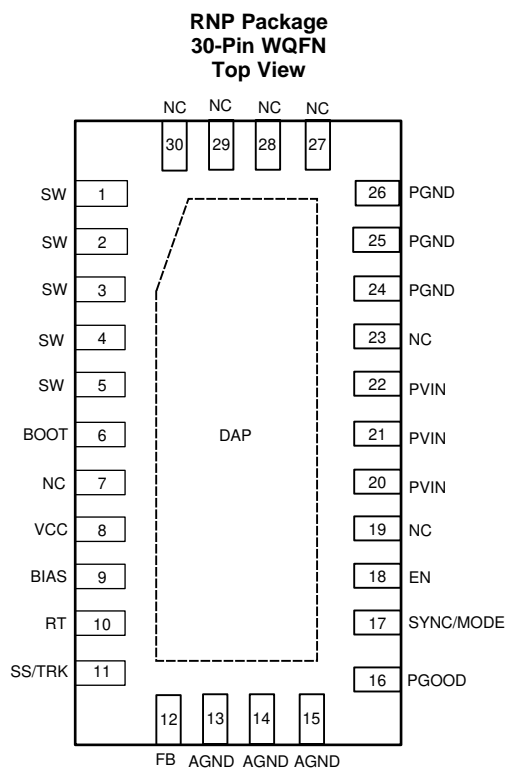 RNP Package
30-Pin WQFN
Top View
NC NC NC NC
30 29 28 27
SW 1 26 PGND
SW 2 25 PGND
SW 3 24 PGND
SW 4 23 NC
SW 5 22 PVIN
BOOT 6 DAP 21 PVIN
NC 7 20 PVIN
VCC 8 19 NC
BIAS 9 18 EN
RT 10 17 SYNC/MODE
SS/TRK 11 16 PGOOD
12 13 14 15
FB AGND AGND AGND